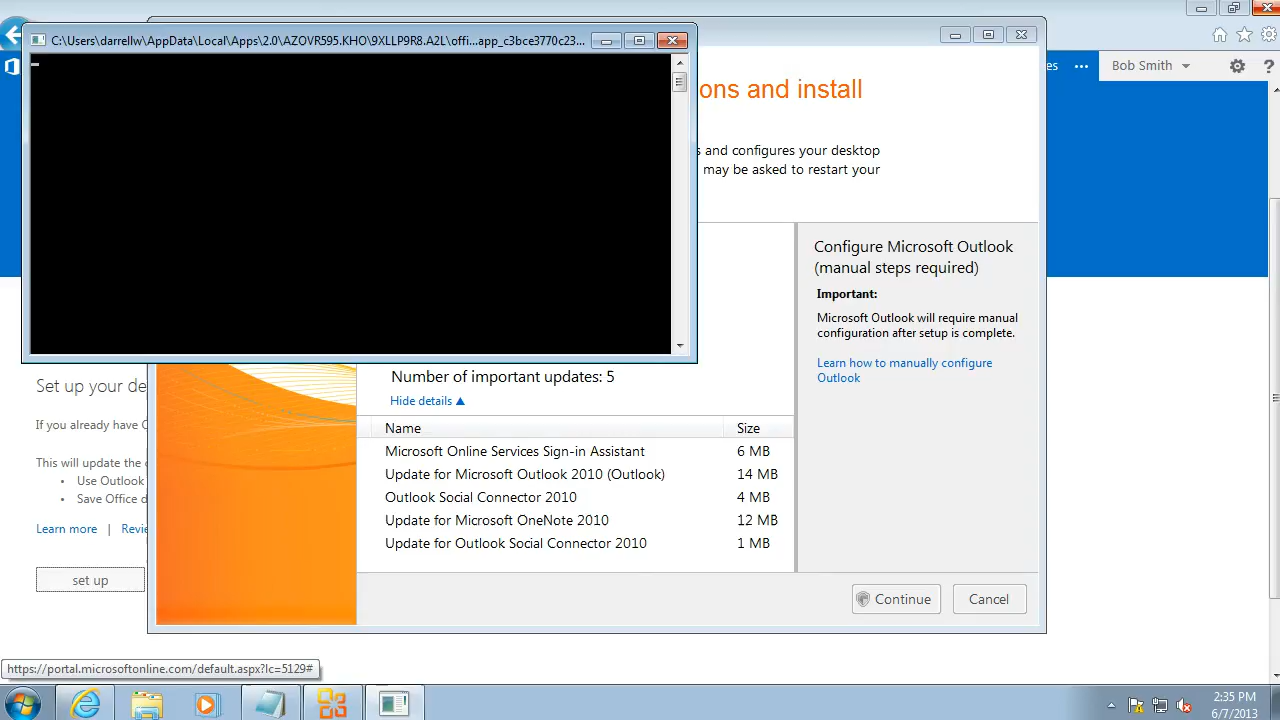 C:\Users\darrellw\AppData\Local\Apps\2.0\AZOVR595.KHO\9XLLP9R8.A2L\offi...app_c3bce3770c23...
es ... Bob Smith
ons and install
s and configures your desktop
may be asked to restart your
Configure Microsoft Outlook
(manual steps required)
Important:
Microsoft Outlook will require manual
configuration after setup is complete.
Learn how to manually configure
Outlook
Number of important updates: 5
Hide details
Name Size
Microsoft Online Services Sign-in Assistant 6 MB
Update for Microsoft Outlook 2010 (Outlook) 14 MB
Outlook Social Connector 2010 4 MB
Update for Microsoft OneNote 2010 12 MB
Update for Outlook Social Connector 2010 1 MB
Continue Cancel
Set up your de
If you already have C
This will update the
• Use Outlook
• Save Office d
Learn more | Revie
set up
https://portal.microsoftonline.com/default.aspx?lc=5129#
2:35 PM
6/7/2013